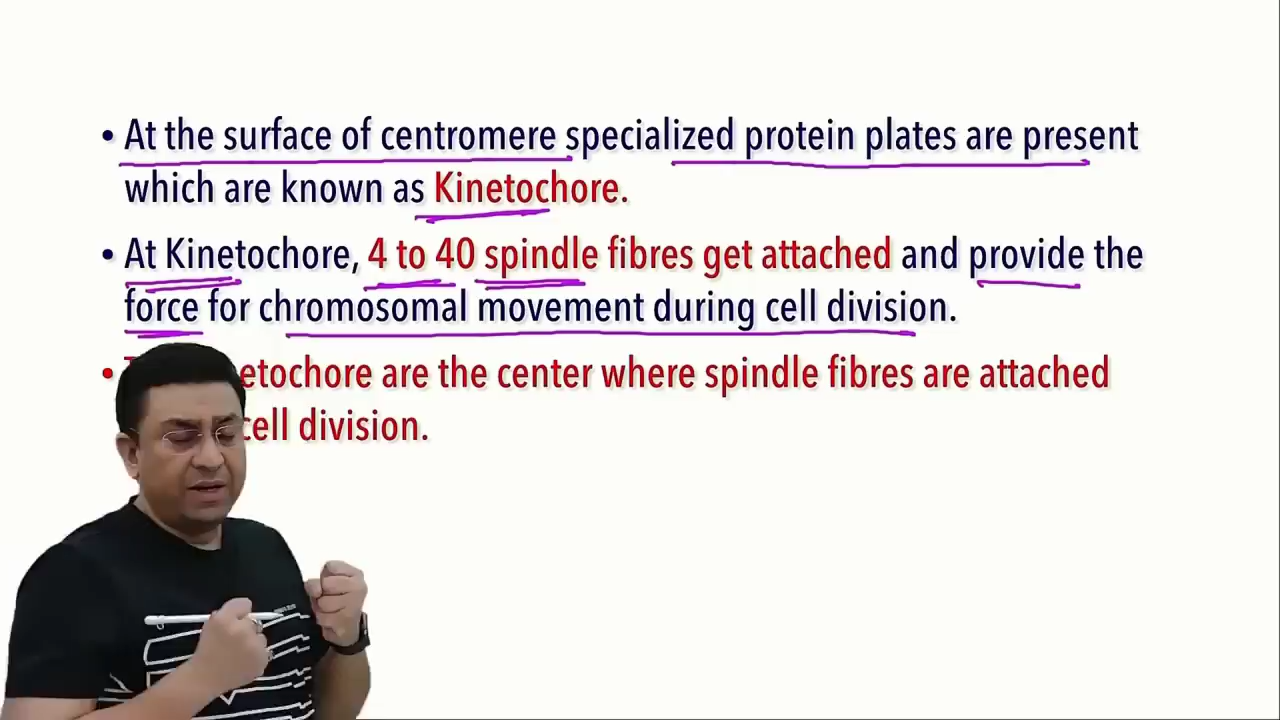 • At the surface of centromere specialized protein plates are present
which are known as Kinetochore.
• At Kinetochore, 4 to 40 spindle fibres get attached and provide the
force for chromosomal movement during cell division.
• etochore are the center where spindle fibres are attached
cell division.